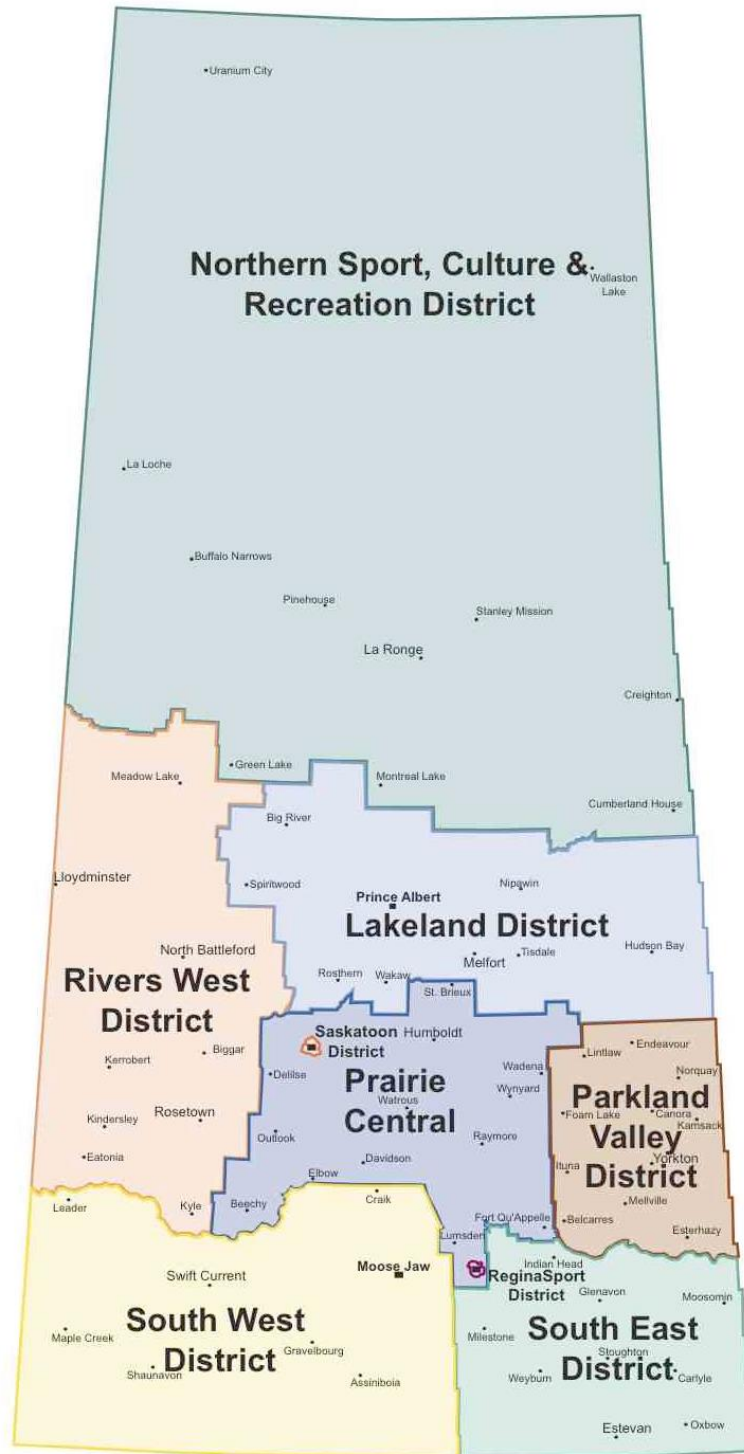 Uranium City
Northern Sport, Culture &
Recreation District
Wallaston
Lake
La Loche
Buffalo Narrows
Pinehouse
Stanley Mission
La Ronge
Creighton
Green Lake
Meadow Lake
Montreal Lake
Cumberland House
Big River
Lloydminster
Spiritwood
Nipawin
Prince Albert
Lakeland District
North Battleford
Hudson Bay
Tisdale
Melfort
Rivers West
District
Rosthern
Wakaw
St. Brieux
Saskatoon
District
Humboldt
Endeavour
Lintlaw
Biggar
Kerrobert
Delilse
Prairie
Central
Watrous
Wadena
Wynyard
Norquay
Parkland
Valley
District
Foam Lake
Canora
Kamsack
Kindersley
Rosetown
Outlook
Raymore
Eatonia
Davidson
Elbow
Ituna
Yorkton
Leader
Kyle
Beechy
Craik
Mellville
Fort Qu'Appelle
Belcarres
Lumsden
Esterhazy
Moose Jaw
Swift Current
Indian Head
ReginaSport
District
Glenavon
Moosomin
South West
District
Maple Creek
Gravelbourg
Shaunavon
Assiniboia
Milestone
South East
District
Stoughton
Weyburn
Carlyle
Estevan
Oxbow